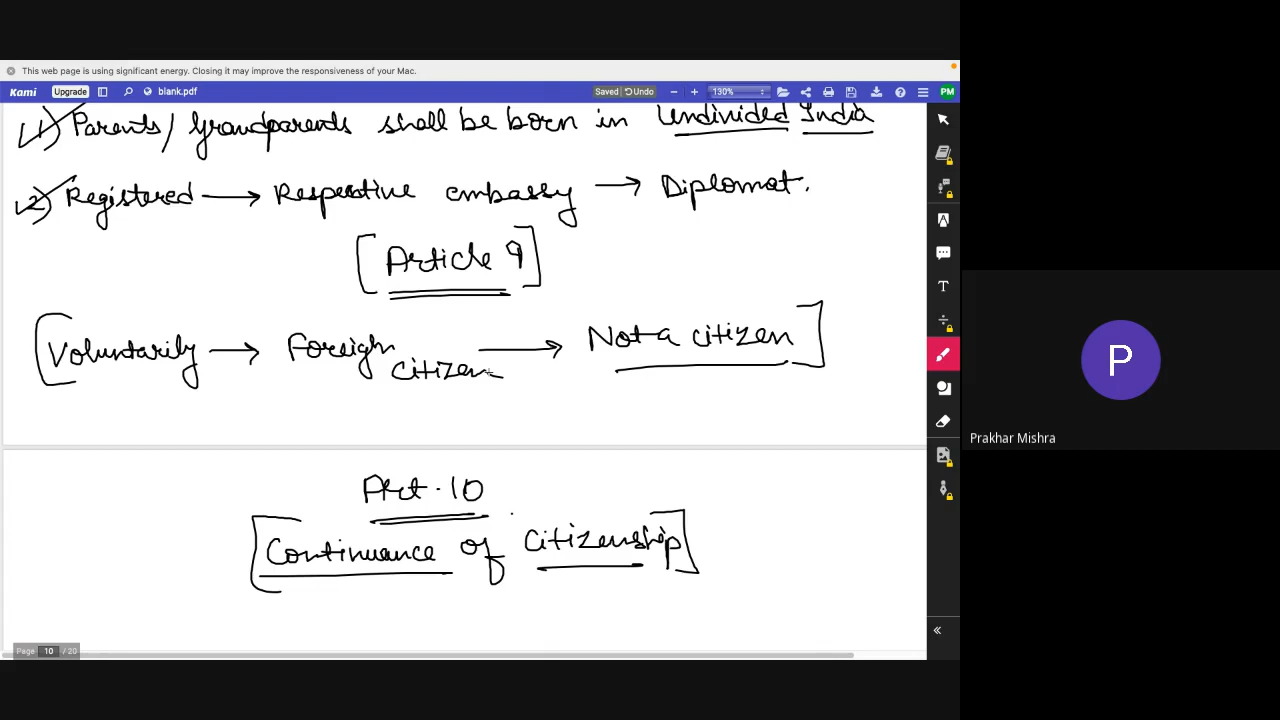 This web page is using significant energy. Closing it may improve the responsiveness of your Mac.
Kami Upgrade blank.pdf Saved Undo 130% PM
1) Parents/Grandparents shall be born in Undivided India
2) Registered → Respective embassy → Diplomat.
[Article 9]
[Voluntarily → Foreign citizen → Not a citizen]
Art. 10
[Continuance of citizenship]
P
Prakhar Mishra
Page 10 / 20